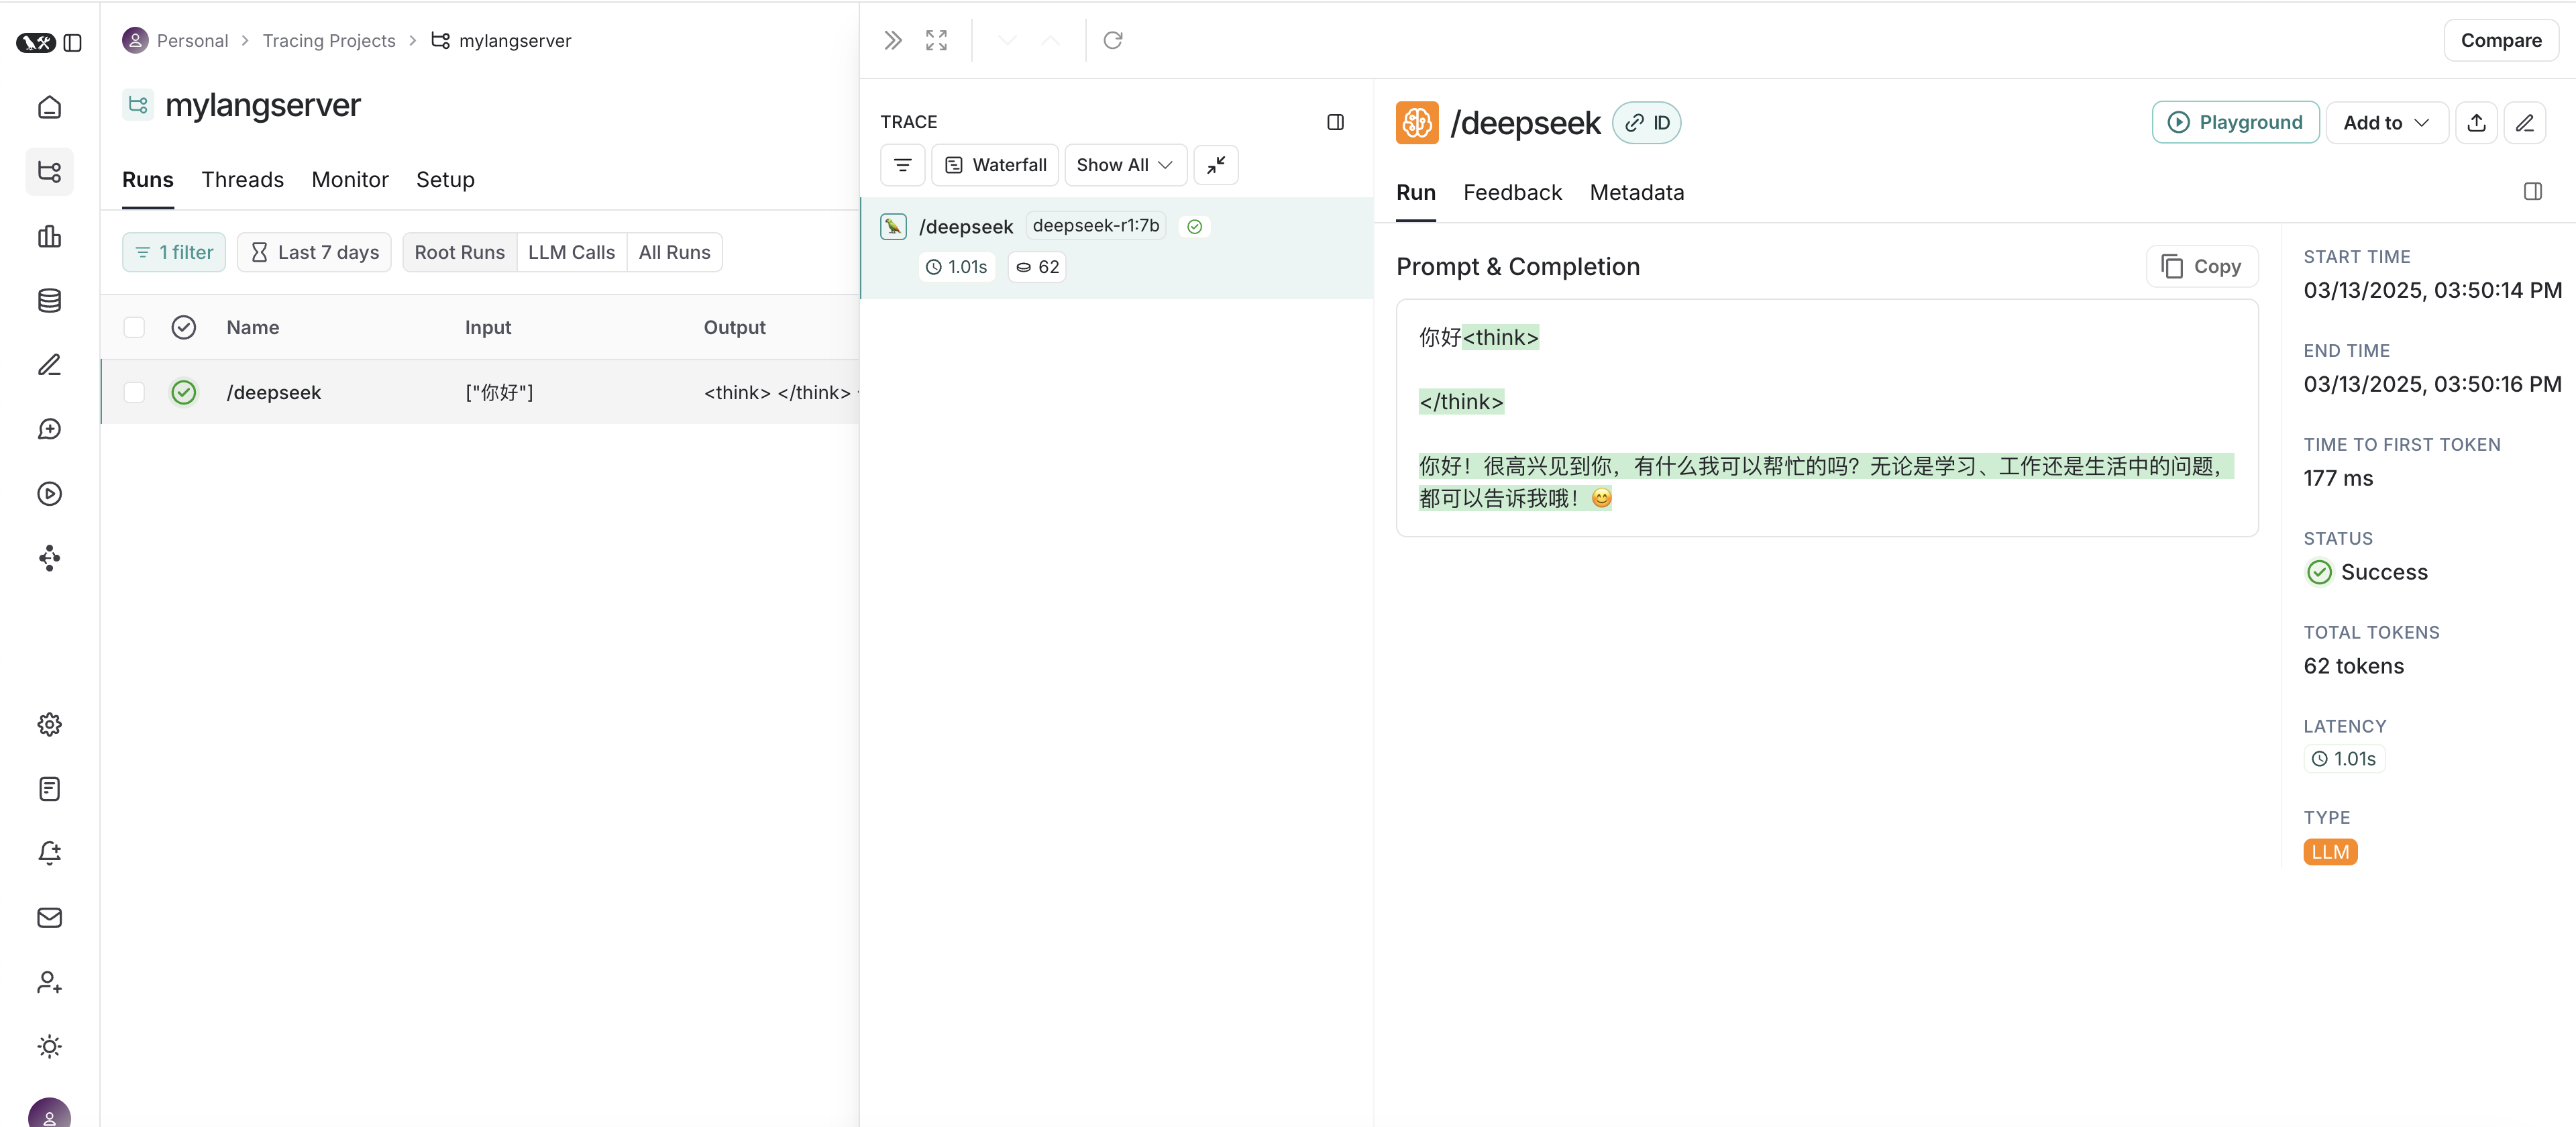 Personal > Tracing Projects > mylangserver
mylangserver
Runs Threads Monitor Setup
1 filter Last 7 days Root Runs LLM Calls All Runs
Name Input Output
/deepseek ["你好"] <think> </think>
Compare
TRACE
Waterfall Show All
/deepseek deepseek-r1:7b
1.01s 62
/deepseek ID
Playground Add to
Run Feedback Metadata
Prompt & Completion Copy
你好<think>
</think>
你好！很高兴见到你，有什么我可以帮忙的吗？无论是学习、工作还是生活中的问题，
都可以告诉我哦！😊
START TIME
03/13/2025, 03:50:14 PM
END TIME
03/13/2025, 03:50:16 PM
TIME TO FIRST TOKEN
177 ms
STATUS
Success
TOTAL TOKENS
62 tokens
LATENCY
1.01s
TYPE
LLM